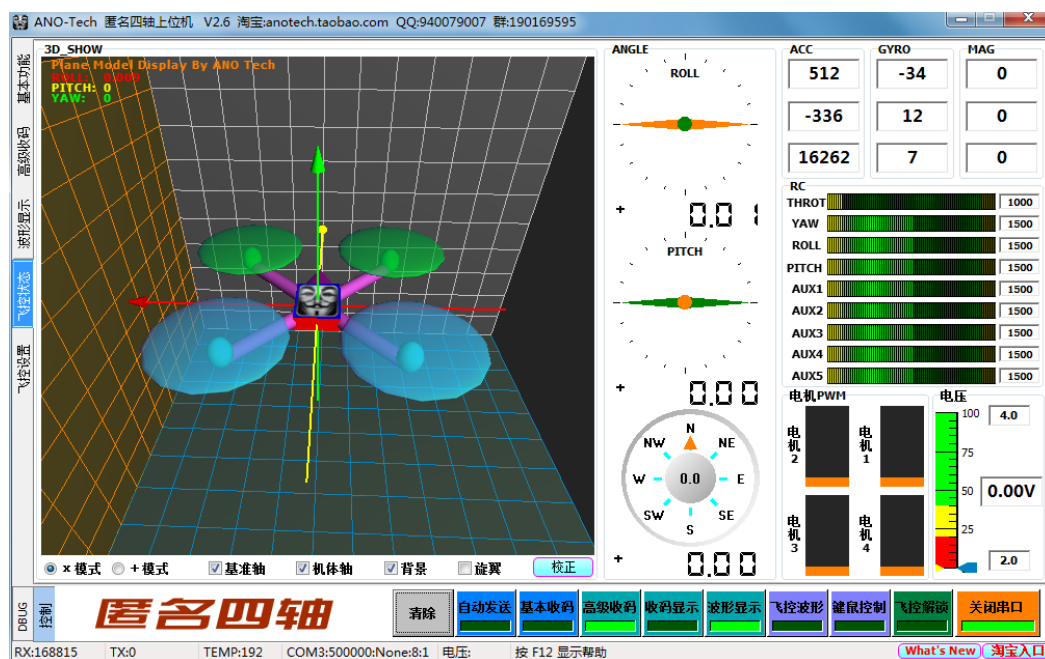 ANO-Tech 匿名四轴上位机 V2.6 淘宝:anotech.taobao.com QQ:940079007 群:190169595
基本功能
高级收码
波形显示
飞控状态
飞控设置
3D_SHOW
Plane Model Display By ANO Tech
ROLL: 0.009
PITCH: 0
YAW: 0
x 模式
+ 模式
基准轴
机体轴
背景
旋翼
校正
ANGLE
ROLL
+ 0.01
PITCH
+ 0.00
N
NW
NE
W
0.0
E
SW
SE
S
+ 0.00
ACC
GYRO
MAG
512
-34
0
-336
12
0
16262
7
0
RC
THROT 1000
YAW 1500
ROLL 1500
PITCH 1500
AUX1 1500
AUX2 1500
AUX3 1500
AUX4 1500
AUX5 1500
电机PWM
电机2
电机1
电机3
电机4
电压
100
75
50
25
4.0
0.00V
2.0
DEBUG
控制
匿名四轴
清除
自动发送
基本收码
高级收码
收码显示
波形显示
飞控波形
键鼠控制
飞控解锁
关闭串口
RX:168815
TX:0
TEMP:192
COM3:500000:None:8:1
电压:
按 F12 显示帮助
What's New
淘宝入口